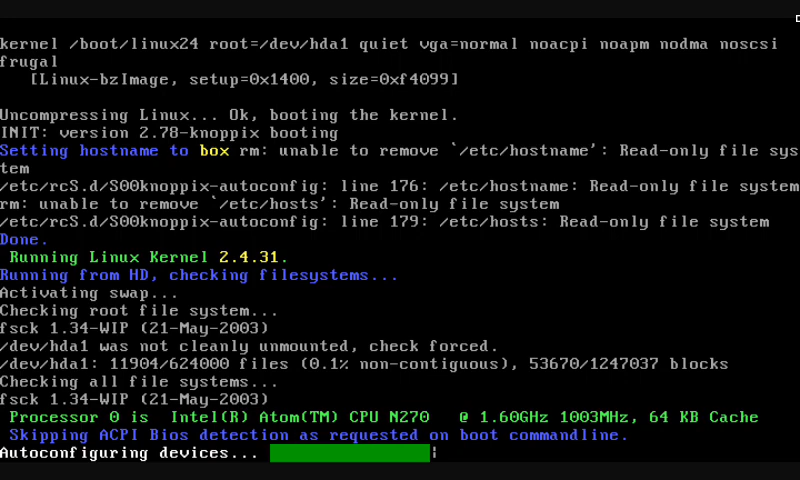 kernel /boot/linux24 root=/dev/hda1 quiet vga=normal noacpi noapm nodma noscsi
frugal
[Linux-bzImage, setup=0x1400, size=0xf4099]
Uncompressing Linux... Ok, booting the kernel.
INIT: version 2.78-knoppix booting
Setting hostname to box rm: unable to remove `/etc/hostname': Read-only file sys
tem
/etc/rcS.d/S00knoppix-autoconfig: line 176: /etc/hostname: Read-only file system
rm: unable to remove `/etc/hosts': Read-only file system
/etc/rcS.d/S00knoppix-autoconfig: line 179: /etc/hosts: Read-only file system
Done.
Running Linux Kernel 2.4.31.
Running from HD, checking filesystems...
Activating swap...
Checking root file system...
fsck 1.34-WIP (21-May-2003)
/dev/hda1 was not cleanly unmounted, check forced.
/dev/hda1: 11904/624000 files (0.1% non-contiguous), 53670/1247037 blocks
Checking all file systems...
fsck 1.34-WIP (21-May-2003)
Processor 0 is  Intel(R) Atom(TM) CPU N270   @ 1.60GHz 1003MHz, 64 KB Cache
Skipping ACPI Bios detection as requested on boot commandline.
Autoconfiguring devices...